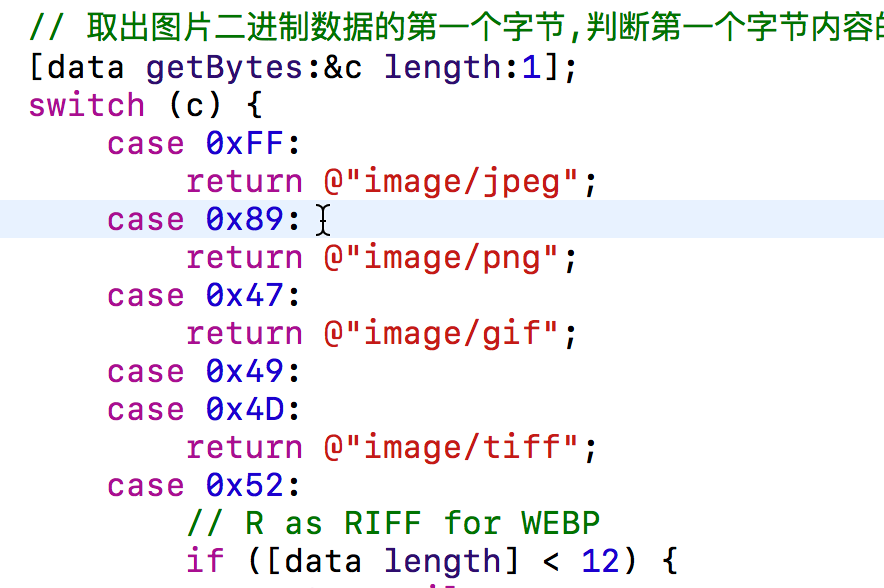 // 取出图片二进制数据的第一个字节,判断第一个字节内容的
[data getBytes:&c length:1];
switch (c) {
case 0xFF:
return @"image/jpeg";
case 0x89:
return @"image/png";
case 0x47:
return @"image/gif";
case 0x49:
case 0x4D:
return @"image/tiff";
case 0x52:
// R as RIFF for WEBP
if ([data length] < 12) {